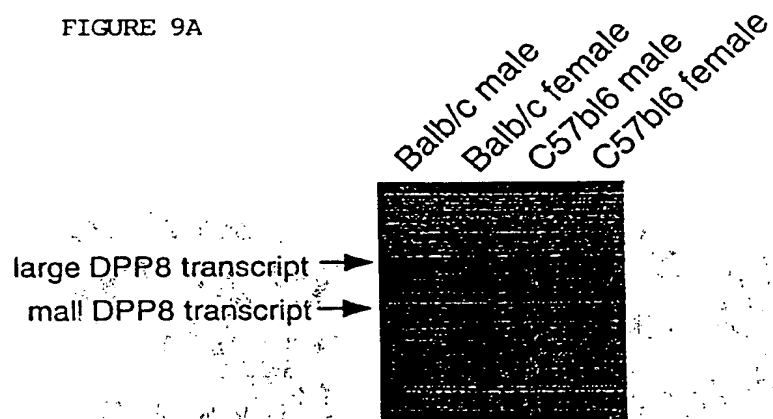 FIGURE 9A
Balb/c male
Balb/c female
C57bl6 male
C57bl6 female
large DPP8 transcript
mall DPP8 transcript